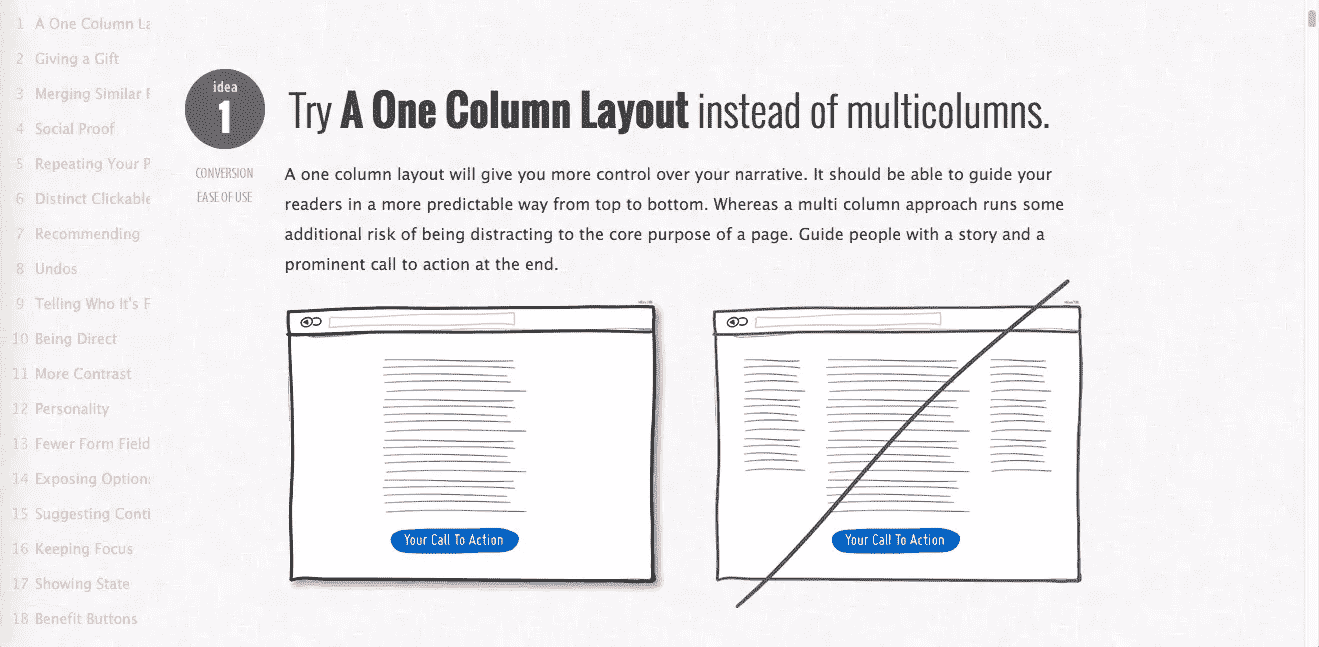 1 A One Column La
2 Giving a Gift
3 Merging Similar F
4 Social Proof
5 Repeating Your P
6 Distinct Clickable
7 Recommending
8 Undos
9 Telling Who It's F
10 Being Direct
11 More Contrast
12 Personality
13 Fewer Form Field
14 Exposing Option
15 Suggesting Conti
16 Keeping Focus
17 Showing State
18 Benefit Buttons
idea
1
CONVERSION
EASE OF USE
Try A One Column Layout instead of multicolumns.
A one column layout will give you more control over your narrative. It should be able to guide your
readers in a more predictable way from top to bottom. Whereas a multi column approach runs some
additional risk of being distracting to the core purpose of a page. Guide people with a story and a
prominent call to action at the end.
Your Call To Action
Your Call To Action